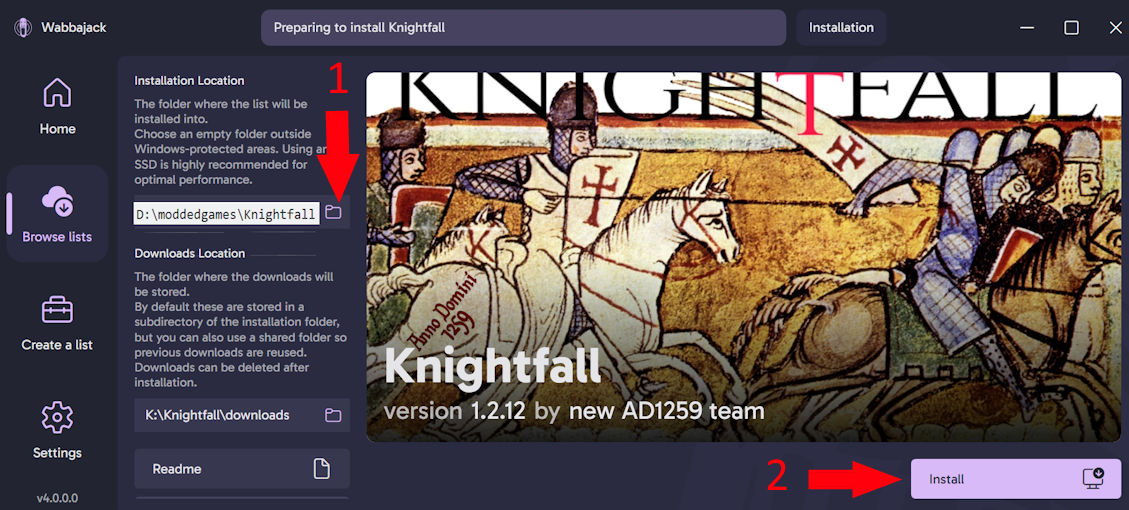 Wabbajack
Preparing to install Knightfall
Installation
Home
Browse lists
Create a list
Settings
v4.0.0.0
Installation Location
The folder where the list will be
installed into.
Choose an empty folder outside
Windows-protected areas. Using an
SSD is highly recommended for
optimal performance.
D:\moddedgames\Knightfall
Downloads Location
The folder where the downloads will
be stored.
By default these are stored in a
subdirectory of the installation folder,
but you can also use a shared folder so
previous downloads are reused.
Downloads can be deleted after
installation.
K:\Knightfall\downloads
Readme
1
KNIGHTFALL
Anno Domini
1259
Knightfall
version 1.2.12 by new AD1259 team
2
Install